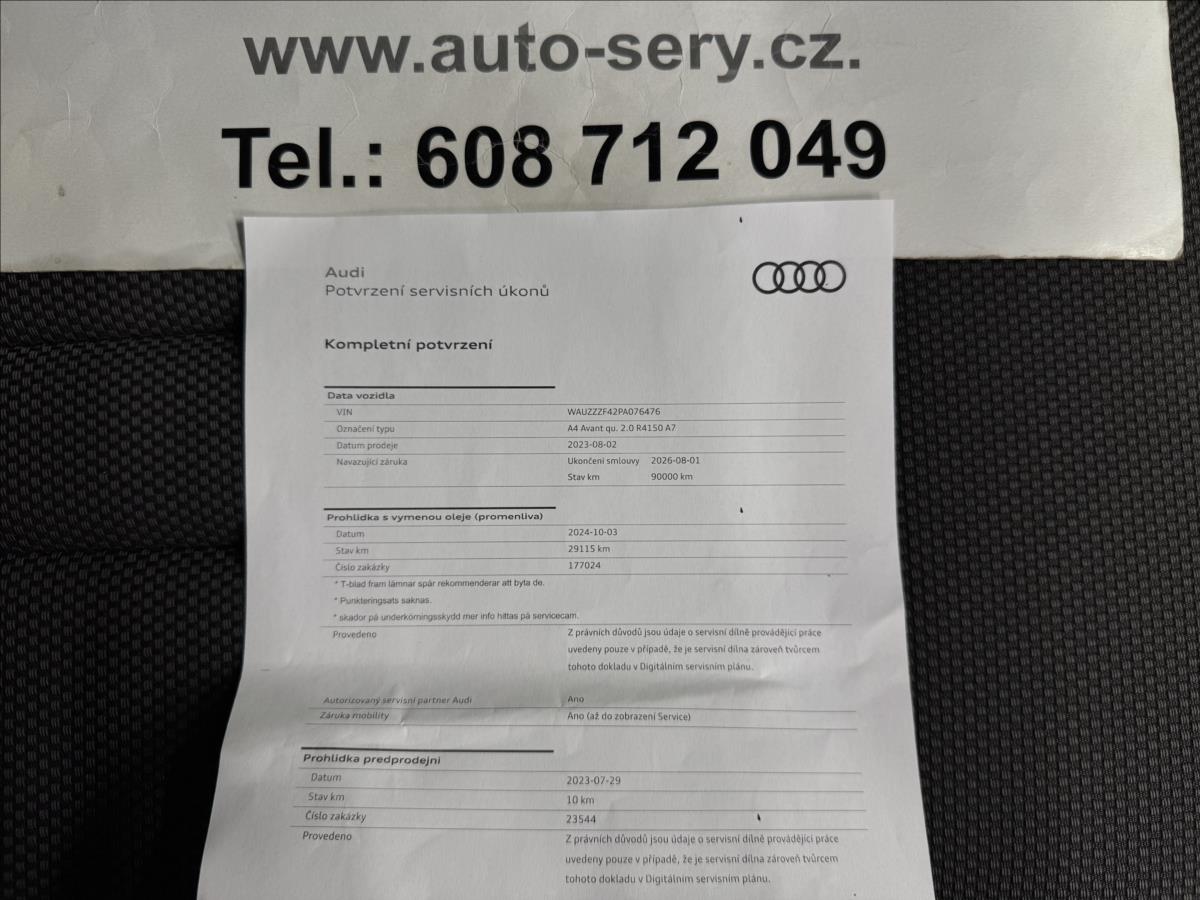 www.auto-sery.cz.
Tel.: 608 712 049
Audi
Potvrzení servisních úkonů
Kompletní potvrzení
Data vozidla
VIN WAUZZZF42PA076476
Označení typu A4 Avant qu. 2.0 R4150 A7
Datum prodeje 2023-08-02
Navazující záruka Ukončení smlouvy 2026-08-01
Stav km 90000 km
Prohlidka s vymenou oleje (promenliva)
Datum 2024-10-03
Stav km 29115 km
Číslo zakázky 177024
* T-blad fram lämnar spår rekommenderar att byta de.
* Punkteringsats saknas.
* skador på underkörningsskydd mer info hittas på servicecam.
Provedeno Z právních důvodů jsou údaje o servisní dílně provádějící práce
uvedeny pouze v případě, že je servisní dílna zároveň tvůrcem
tohoto dokladu v Digitálním servisním plánu.
Autorizovaný servisní partner Audi Ano
Záruka mobility Ano (až do zobrazení Service)
Prohlidka predprodejni
Datum 2023-07-29
Stav km 10 km
Číslo zakázky 23544
Provedeno Z právních důvodů jsou údaje o servisní dílně provádějící práce
uvedeny pouze v případě, že je servisní dílna zároveň tvůrcem
tohoto dokladu v Digitálním servisním plánu.